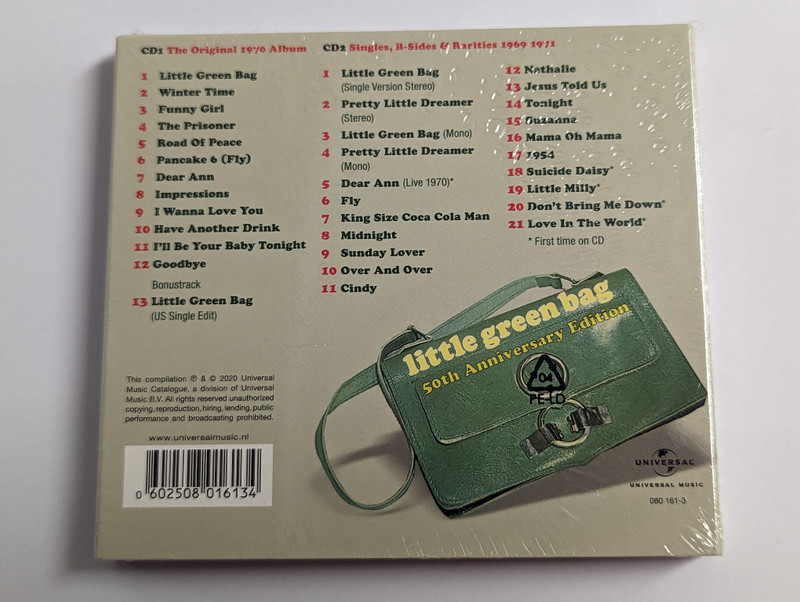 CD1 The Original 1970 Album
1 Little Green Bag
2 Winter Time
3 Funny Girl
4 The Prisoner
5 Road Of Peace
6 Pancake 6 (Fly)
7 Dear Ann
8 Impressions
9 I Wanna Love You
10 Have Another Drink
11 I'll Be Your Baby Tonight
12 Goodbye
Bonustrack
13 Little Green Bag
(US Single Edit)
CD2 Singles, B-Sides & Rarities 1969 1971
1 Little Green Bag
(Single Version Stereo)
2 Pretty Little Dreamer
(Stereo)
3 Little Green Bag (Mono)
4 Pretty Little Dreamer
(Mono)
5 Dear Ann (Live 1970)*
6 Fly
7 King Size Coca Cola Man
8 Midnight
9 Sunday Lover
10 Over And Over
11 Cindy
12 Nathalie
13 Jesus Told Us
14 Tonight
15 Suzanne
16 Mama Oh Mama
17 1954
18 Suicide Daisy*
19 Little Milly*
20 Don't Bring Me Down*
21 Love In The World*
* First time on CD
little green bag
50th Anniversary Edition
04
PE-LD
This compilation ℗ & © 2020 Universal
Music Catalogue, a division of Universal
Music B.V. All rights reserved unauthorized
copying, reproduction, hiring, lending, public
performance and broadcasting prohibited.
www.universalmusic.nl
0 602508 016134
UNIVERSAL
UNIVERSAL MUSIC
080 161-3